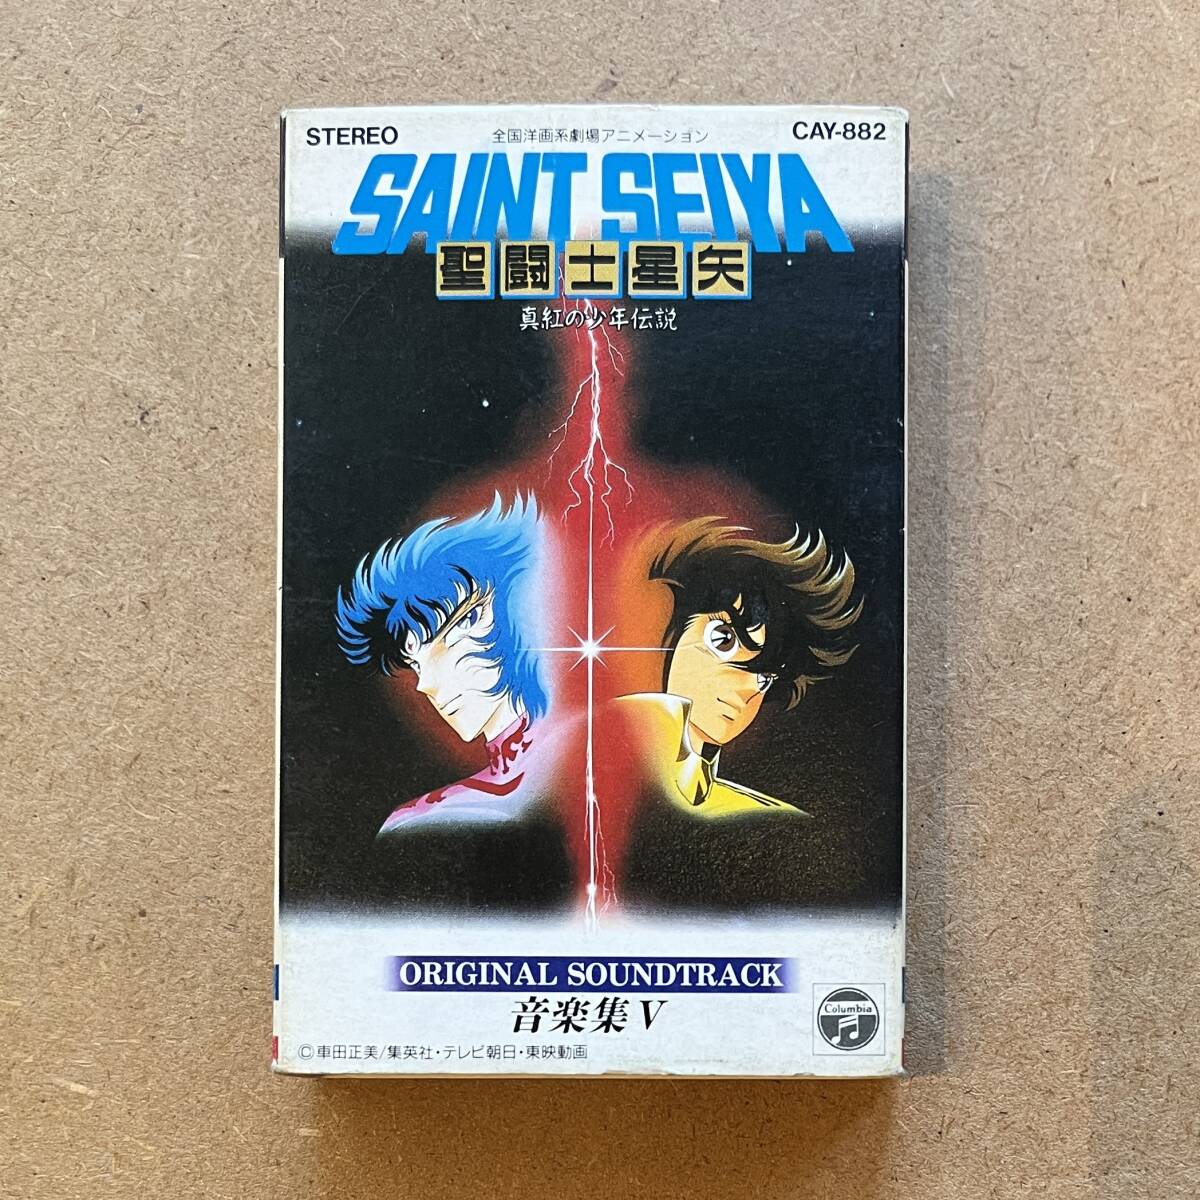 STEREO
全国洋画系劇場アニメーション
CAY-882
SAINT SEIYA
聖闘士星矢
真紅の少年伝説
ORIGINAL SOUNDTRACK
音楽集 V
Columbia
©車田正美/集英社・テレビ朝日・東映動画